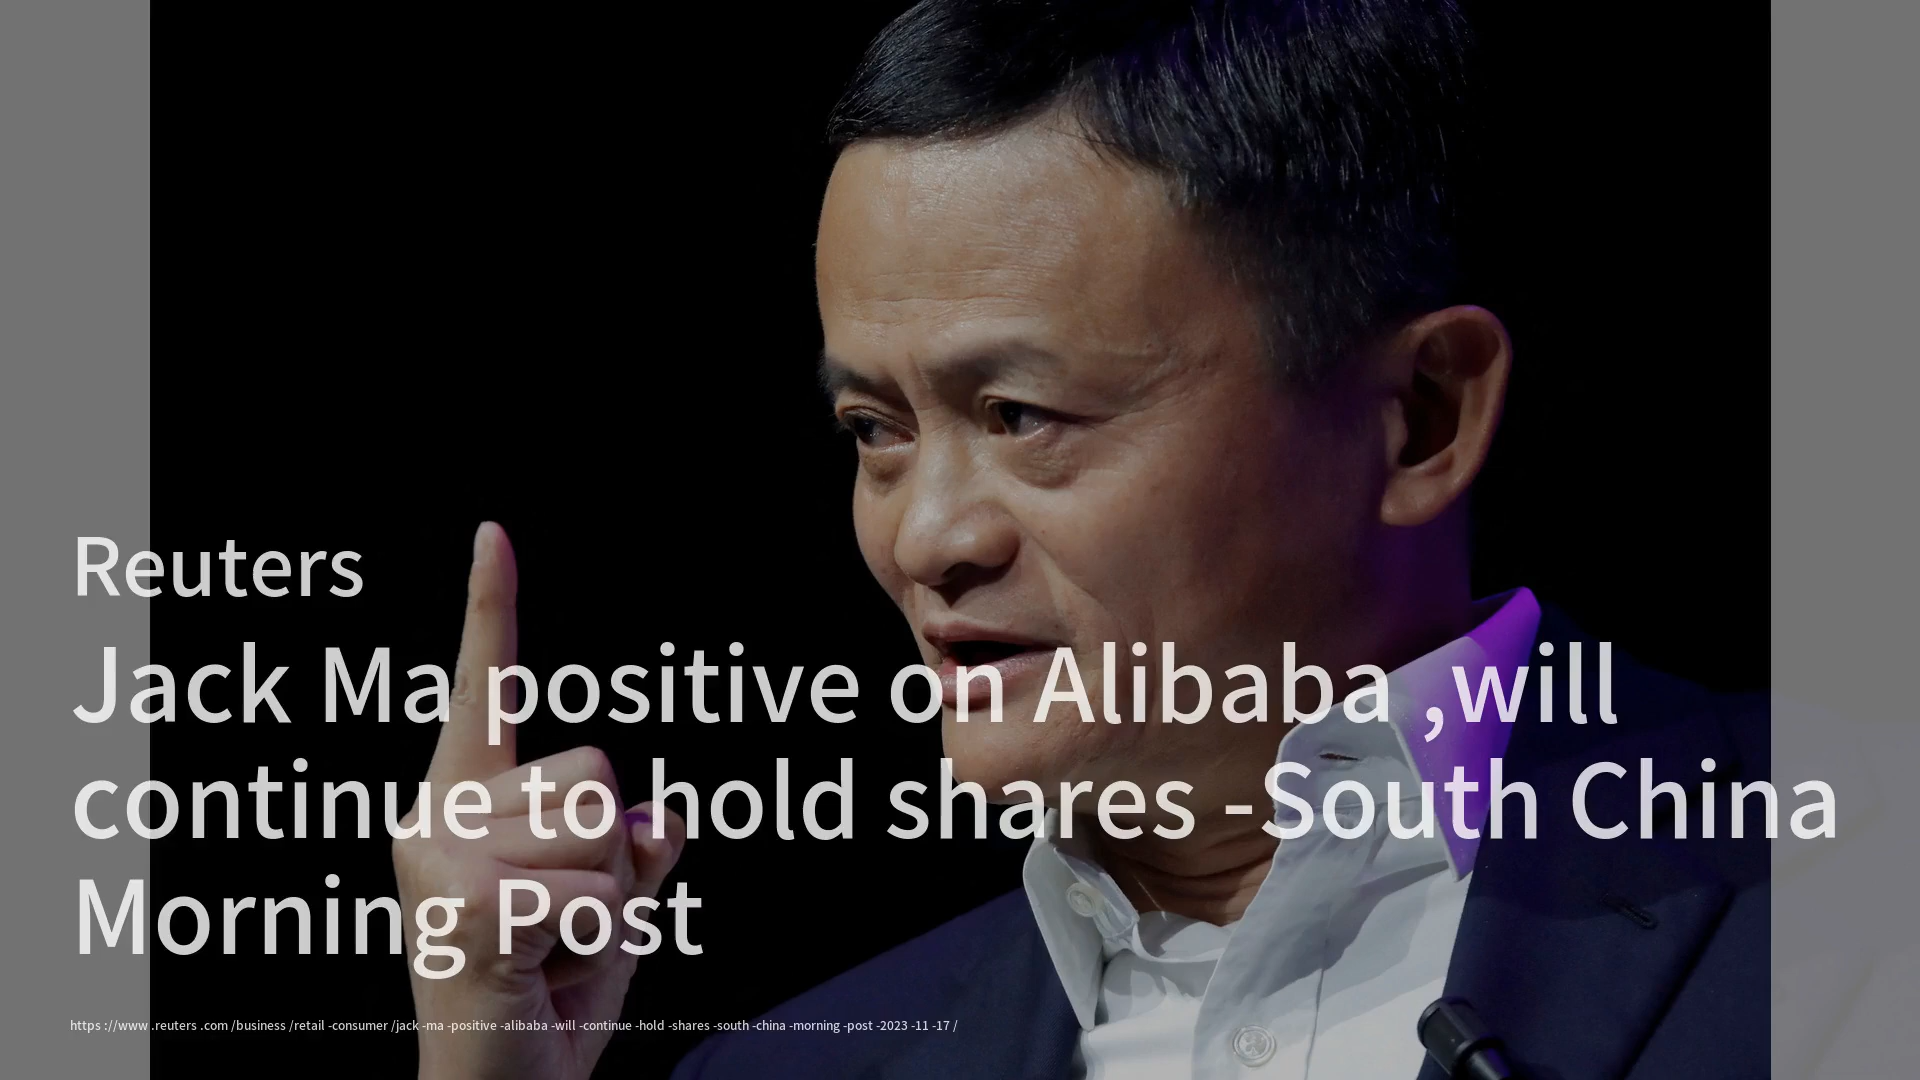 Reuters
Jack Ma positive on Alibaba ,will
continue to hold shares -South China
Morning Post
https ://www .reuters .com /business /retail -consumer /jack -ma -positive -alibaba -will -continue -hold -shares -south -china -morning -post -2023 -11 -17 /